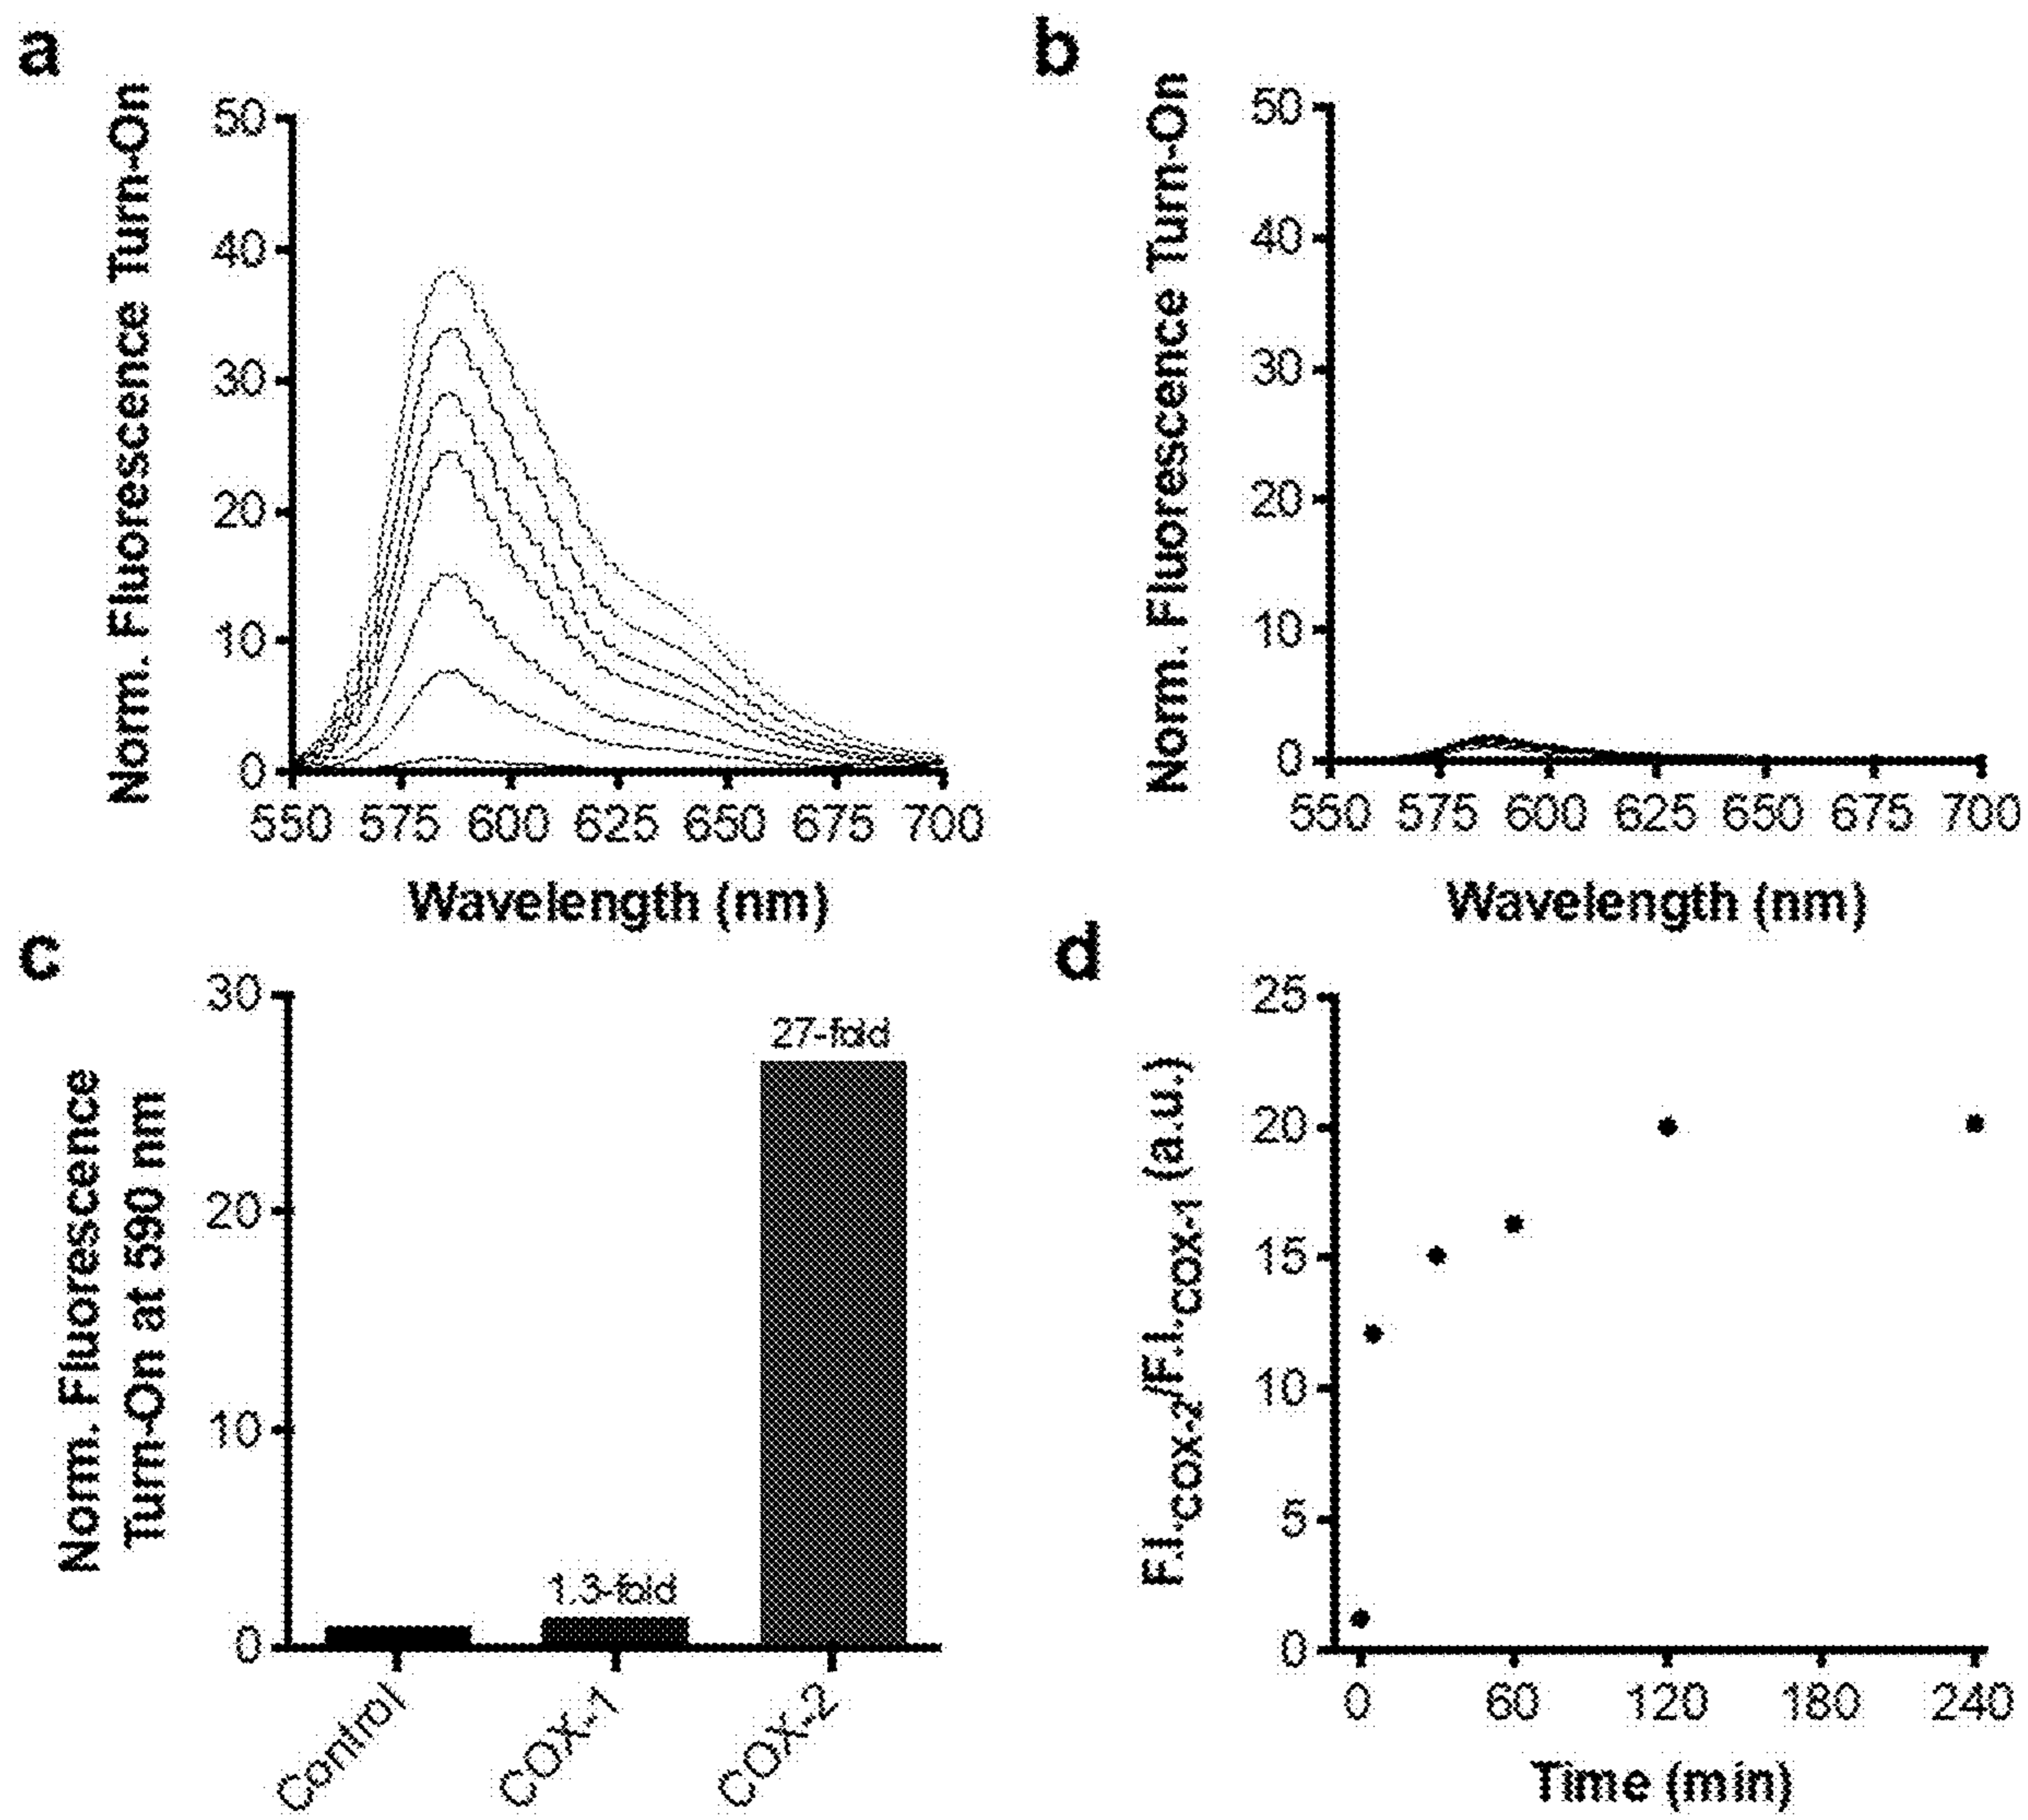 a
Norm. Fluorescence Turn-On
50
40
30
20
10
0
550 575 600 625 650 675 700
Wavelength (nm)
b
Norm. Fluorescence Turn-On
50
40
30
20
10
0
550 575 600 625 650 675 700
Wavelength (nm)
c
Norm. Fluorescence
Turn-On at 590 nm
30
20
10
0
1.3-fold
27-fold
Control
COX-1
COX-2
d
F.I.COX-2/F.I.COX-1 (a.u.)
25
20
15
10
5
0
0 60 120 180 240
Time (min)